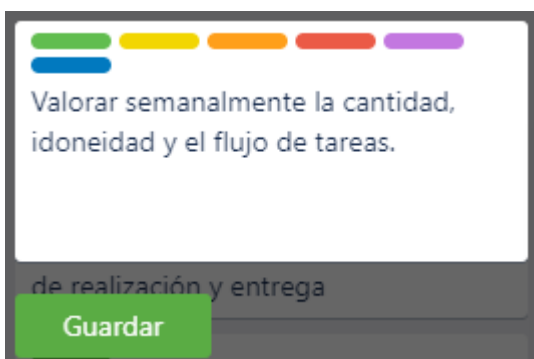 Valorar semanalmente la cantidad,
idoneidad y el flujo de tareas.
de realización y entrega
Guardar